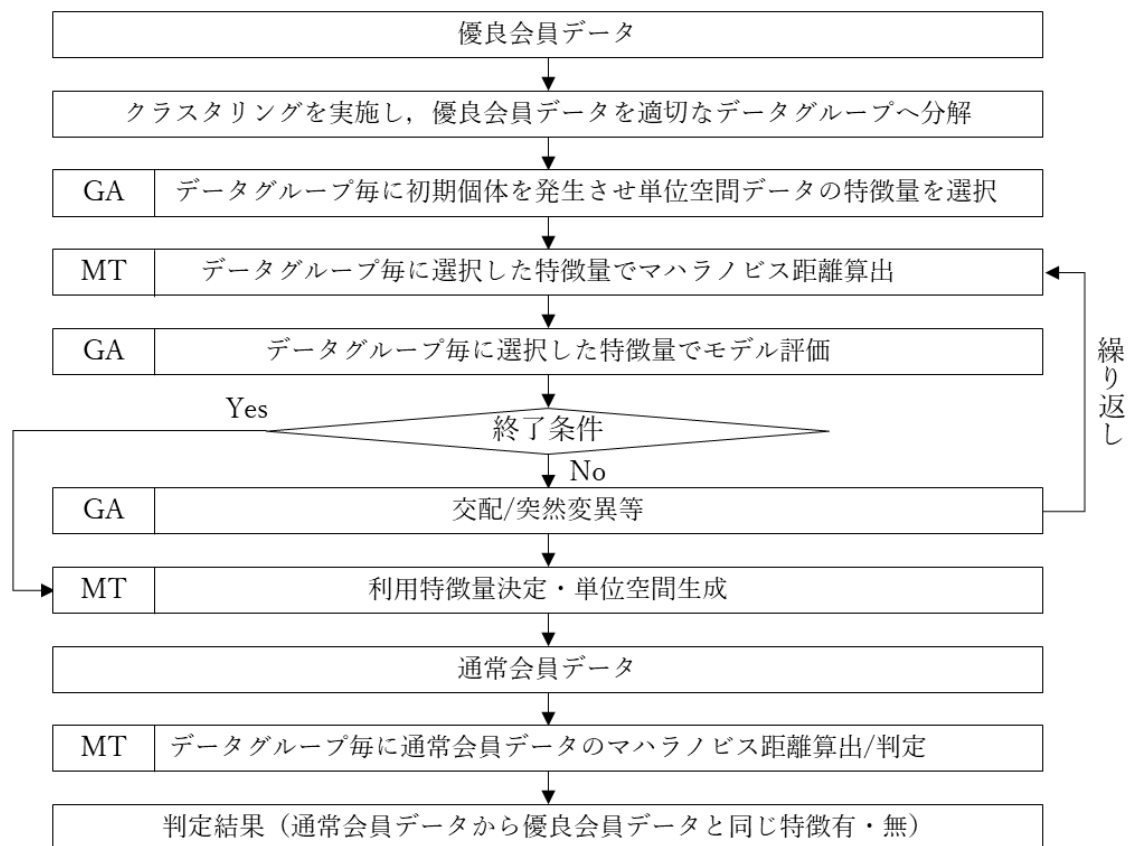 優良会員データ
クラスタリングを実施し，優良会員データを適切なデータグループへ分解
GA データグループ毎に初期個体を発生させ単位空間データの特徴量を選択
MT データグループ毎に選択した特徴量でマハラノビス距離算出
GA データグループ毎に選択した特徴量でモデル評価
繰り返し
Yes
終了条件
No
GA 交配/突然変異等
MT 利用特徴量決定・単位空間生成
通常会員データ
MT データグループ毎に通常会員データのマハラノビス距離算出/判定
判定結果（通常会員データから優良会員データと同じ特徴有・無）